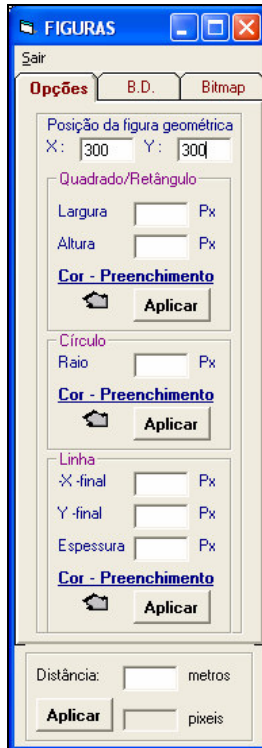 FIGURAS
Sair
Opções B.D. Bitmap
Posição da figura geométrica
X: 300 Y: 300
Quadrado/Retângulo
Largura Px
Altura Px
Cor - Preenchimento
Aplicar
Círculo
Raio Px
Cor - Preenchimento
Aplicar
Linha
-X -final Px
Y -final Px
Espessura Px
Cor - Preenchimento
Aplicar
Distância: metros
Aplicar pixeis